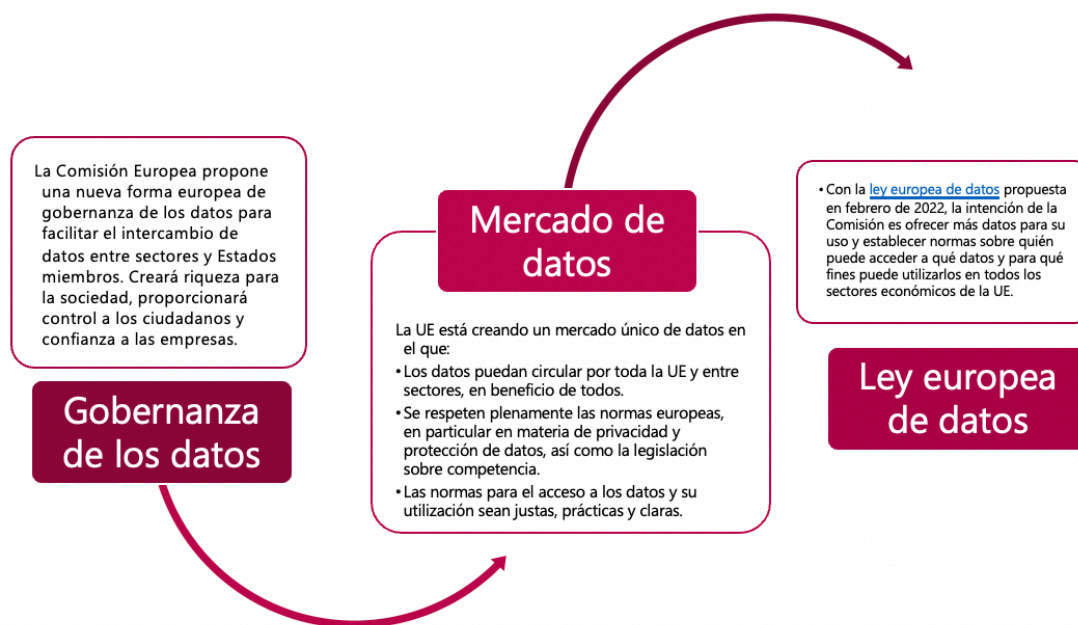 La Comisión Europea propone
una nueva forma europea de
gobernanza de los datos para
facilitar el intercambio de
datos entre sectores y Estados
miembros. Creará riqueza para
la sociedad, proporcionará
control a los ciudadanos y
confianza a las empresas.
Gobernanza
de los datos
Mercado de
datos
La UE está creando un mercado único de datos en
el que:
• Los datos puedan circular por toda la UE y entre
sectores, en beneficio de todos.
• Se respeten plenamente las normas europeas,
en particular en materia de privacidad y
protección de datos, así como la legislación
sobre competencia.
• Las normas para el acceso a los datos y su
utilización sean justas, prácticas y claras.
• Con la ley europea de datos propuesta
en febrero de 2022, la intención de la
Comisión es ofrecer más datos para su
uso y establecer normas sobre quién
puede acceder a qué datos y para qué
fines puede utilizarlos en todos los
sectores económicos de la UE.
Ley europea
de datos